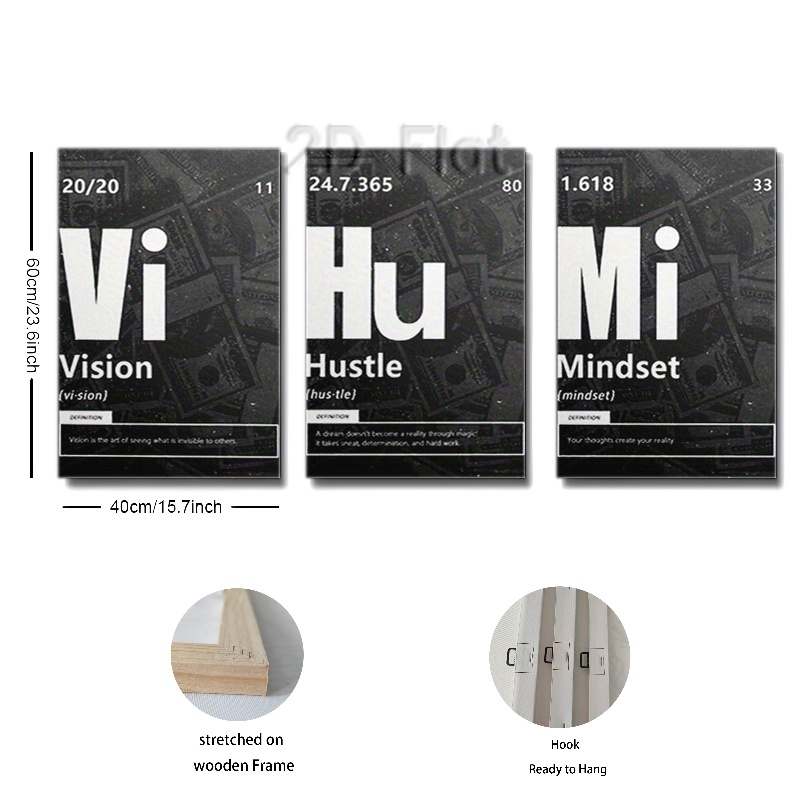 2D Flat
20/20 11
Vi
Vision
{vi·sion}
DEFINITION
Vision is the art of seeing what is invisible to others.
24.7.365 80
Hu
Hustle
{hus·tle}
DEFINITION
A dream doesn't become a reality through magic;
it takes sweat, determination, and hard work.
1.618 33
Mi
Mindset
{mindset}
DEFINITION
Your thoughts create your reality
60cm/23.6inch
40cm/15.7inch
stretched on
wooden Frame
Hook
Ready to Hang